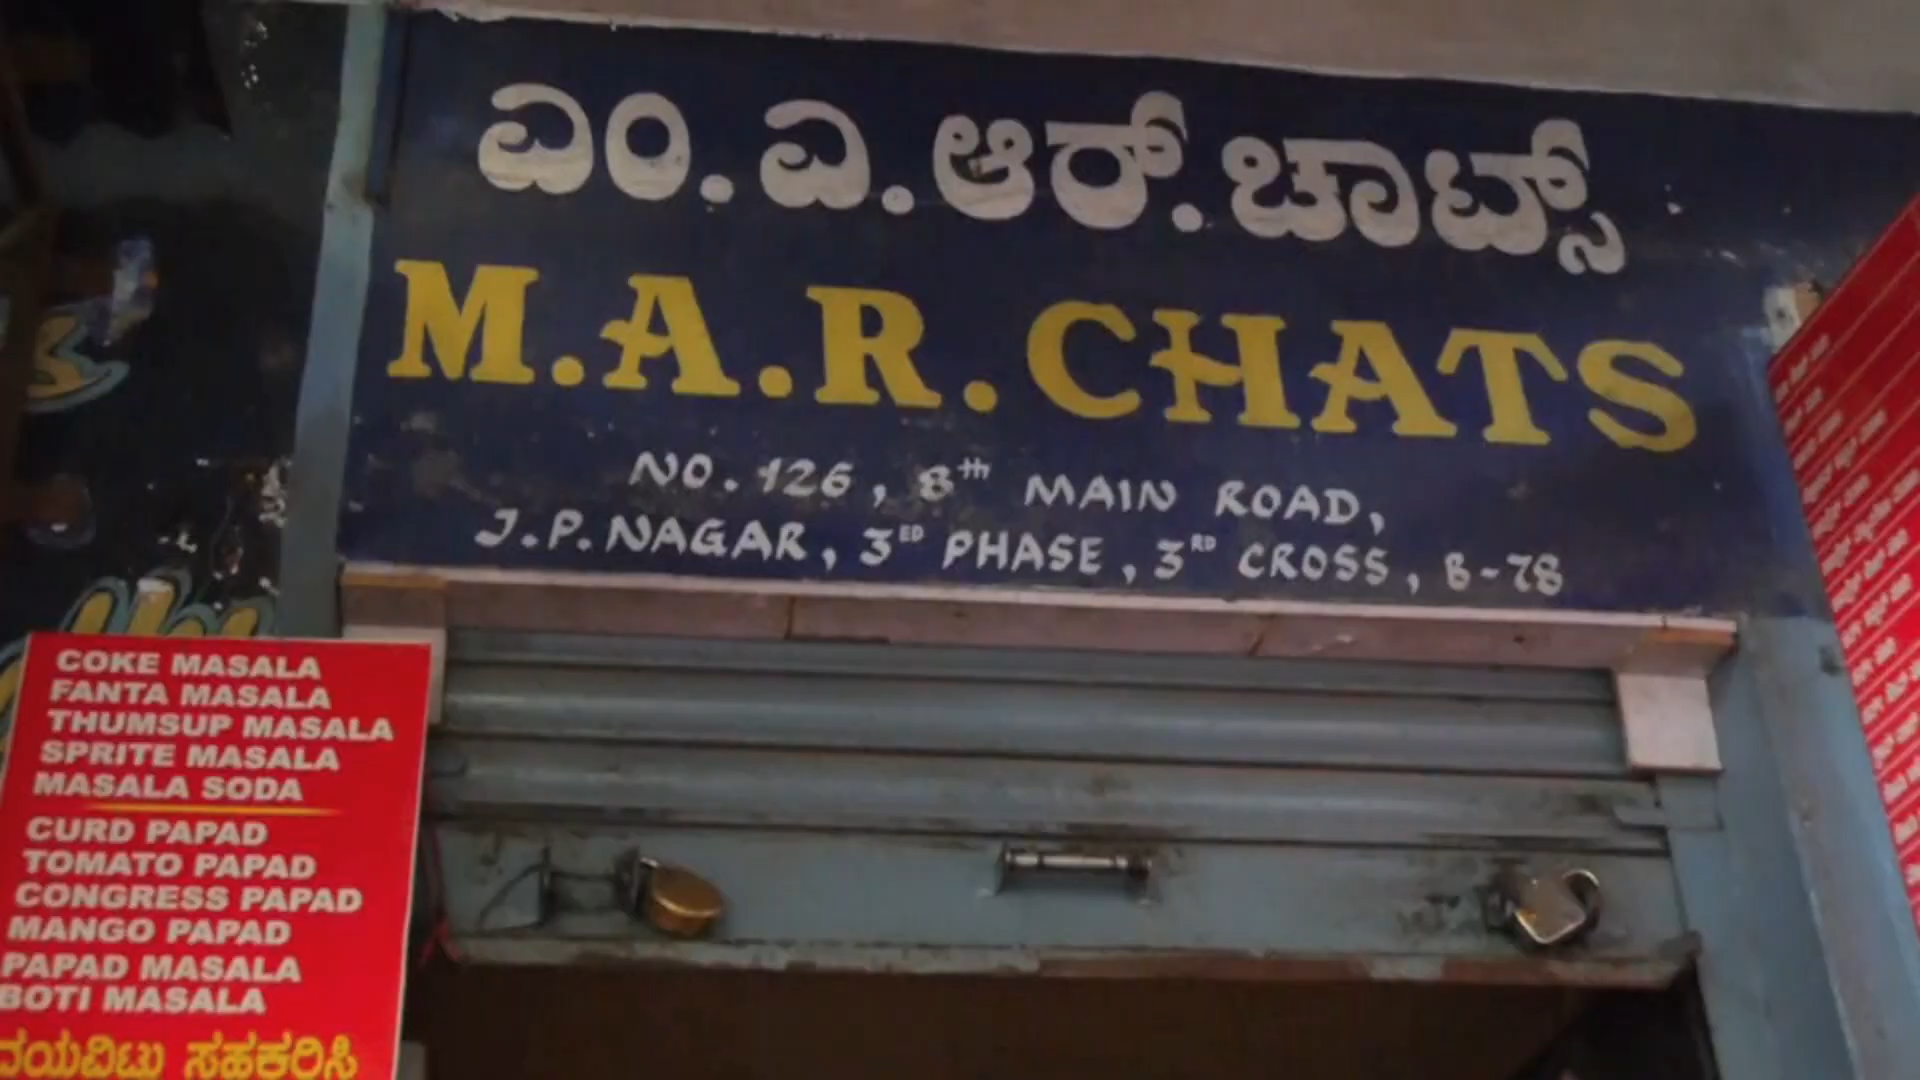 ಎಂ.ಎ.ಆರ್.ಚಾಟ್ಸ್
M.A.R.CHATS
NO.126, 8th MAIN ROAD,
J.P.NAGAR, 3ED PHASE, 3RD CROSS, B-78
COKE MASALA
FANTA MASALA
THUMSUP MASALA
SPRITE MASALA
MASALA SODA
CURD PAPAD
TOMATO PAPAD
CONGRESS PAPAD
MANGO PAPAD
PAPAD MASALA
BOTI MASALA
ದಯವಿಟ್ಟು ಸಹಕರಿಸಿ